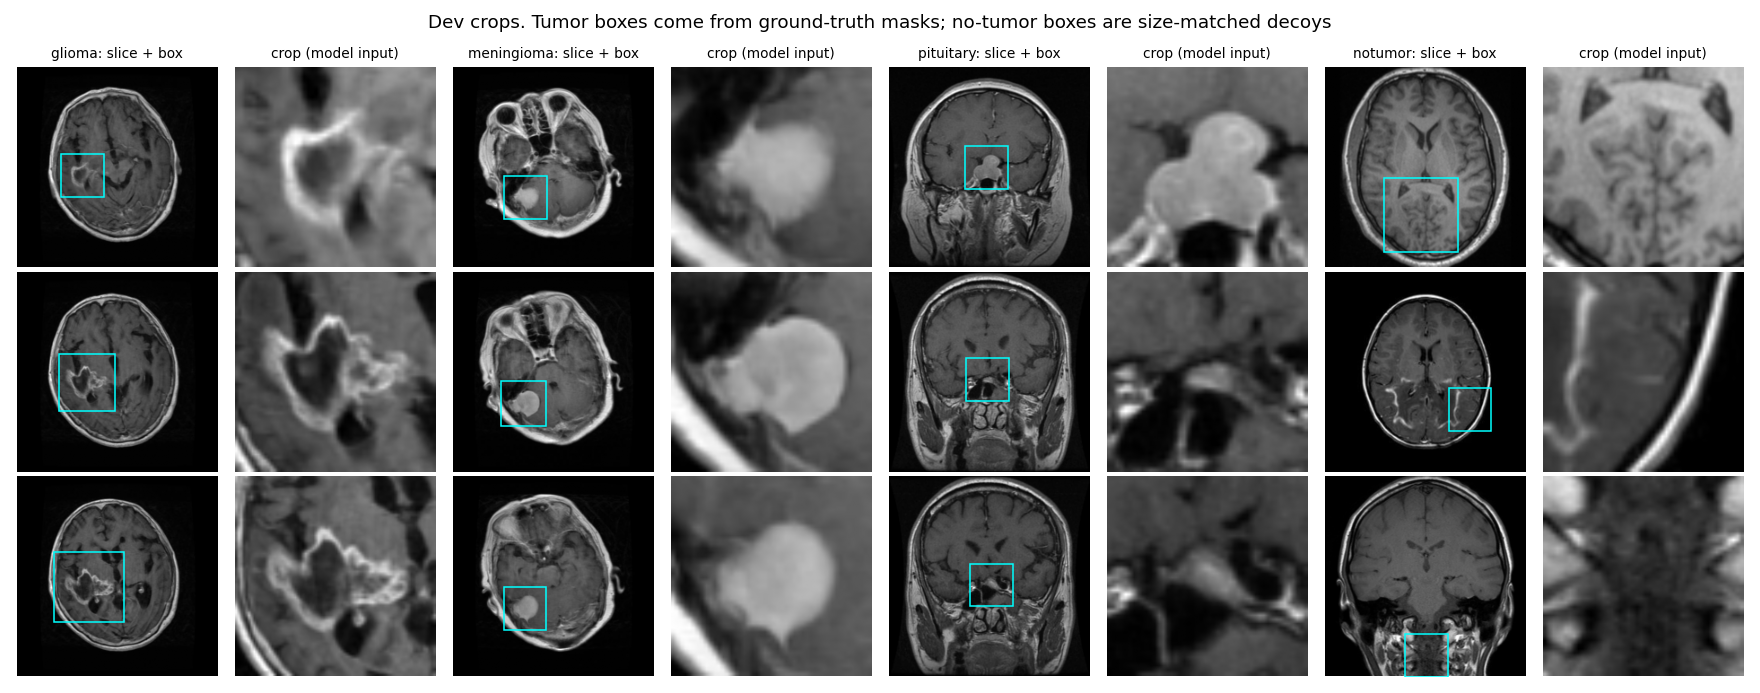 Dev crops. Tumor boxes come from ground-truth masks; no-tumor boxes are size-matched decoys
glioma: slice + box
crop (model input)
meningioma: slice + box
crop (model input)
pituitary: slice + box
crop (model input)
notumor: slice + box
crop (model input)